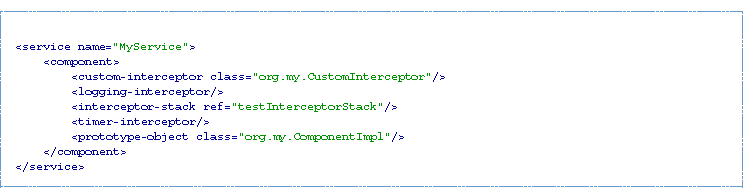 <service name="MyService">
    <component>
        <custom-interceptor class="org.my.CustomInterceptor"/>
        <logging-interceptor/>
        <interceptor-stack ref="testInterceptorStack"/>
        <timer-interceptor/>
        <prototype-object class="org.my.ComponentImpl"/>
    </component>
</service>